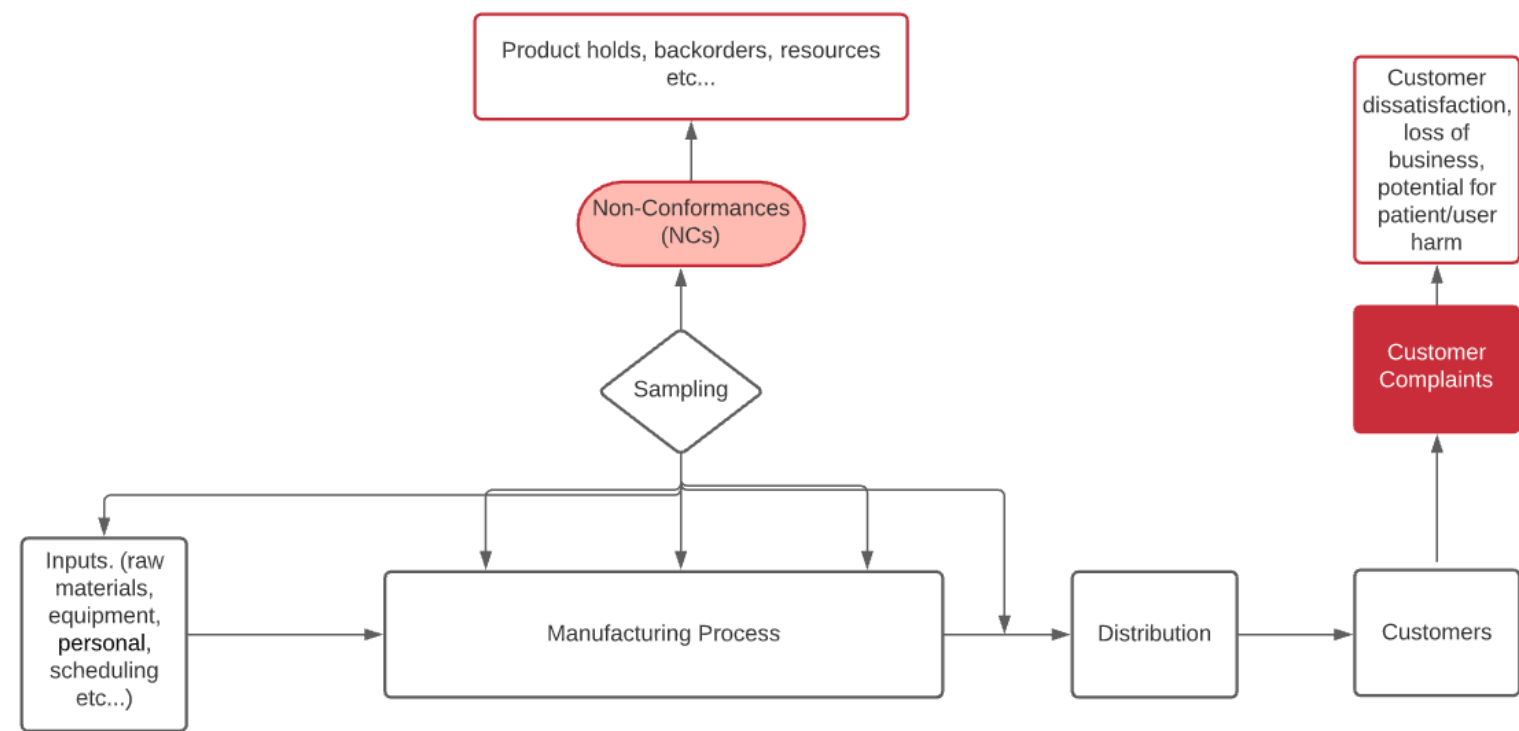 Product holds, backorders, resources
etc...
Customer
dissatisfaction,
loss of
business,
potential for
patient/user
harm
Non-Conformances
(NCs)
Customer
Complaints
Sampling
Inputs. (raw
materials,
equipment,
personal,
scheduling
etc...)
Manufacturing Process
Distribution
Customers